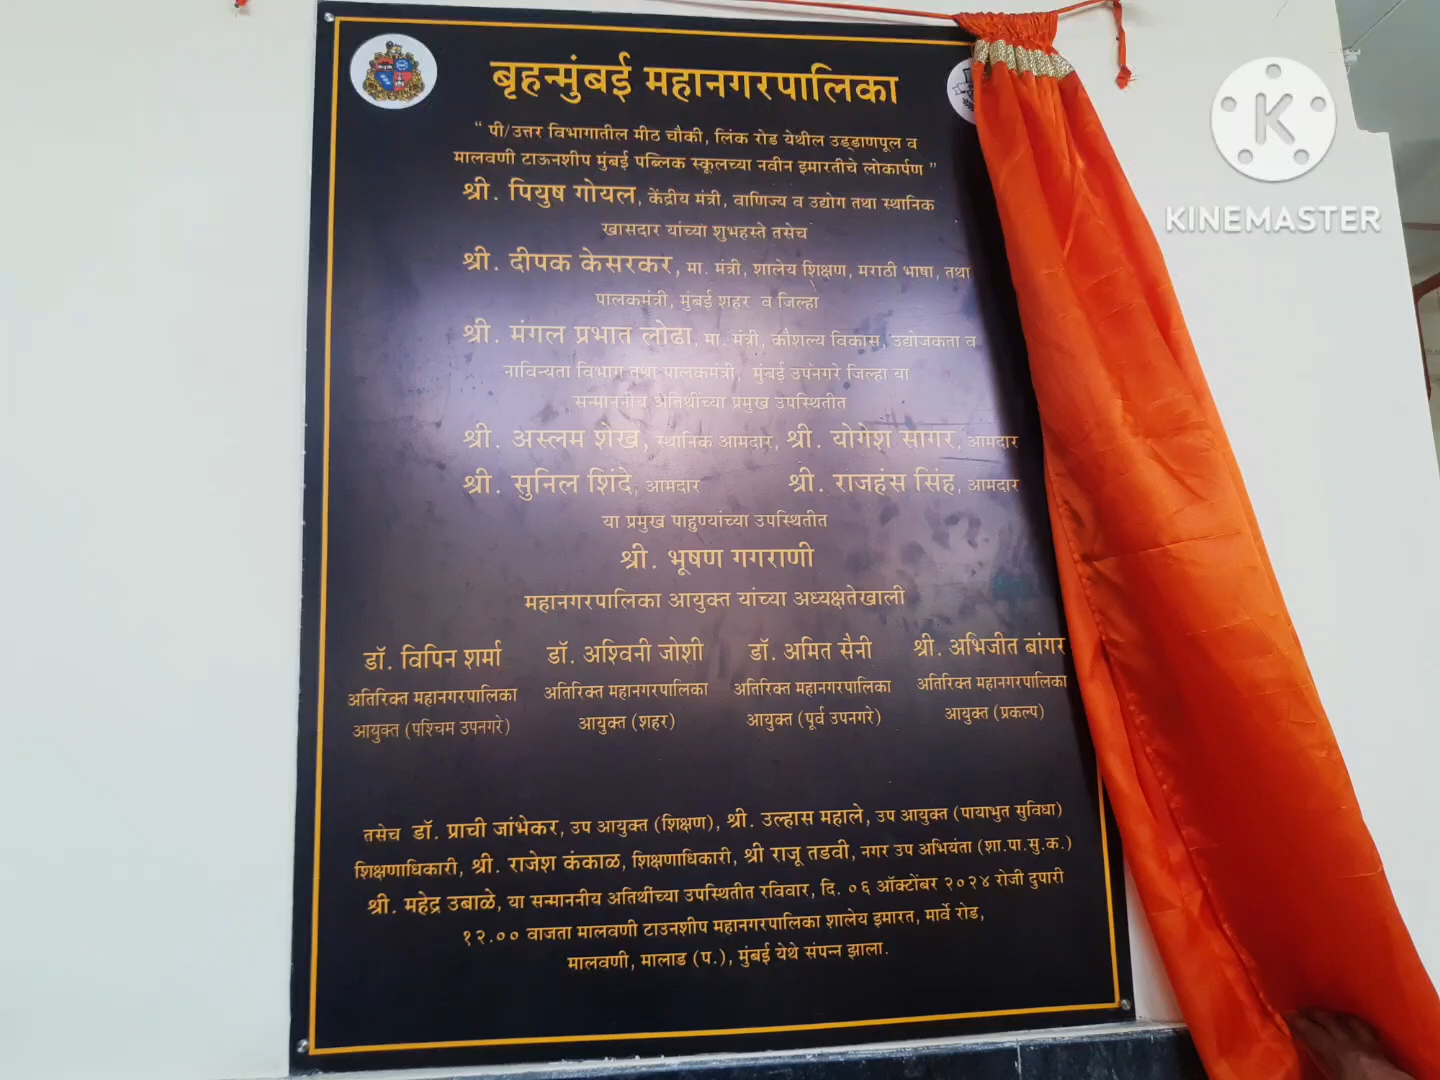 बृहन्मुंबई महानगरपालिका
“ पी/उत्तर विभागातील मीठ चौकी, लिंक रोड येथील उड्डाणपूल व
मालवणी टाऊनशीप मुंबई पब्लिक स्कूलच्या नवीन इमारतीचे लोकार्पण ”
श्री. पियुष गोयल, केंद्रीय मंत्री, वाणिज्य व उद्योग तथा स्थानिक
खासदार यांच्या शुभहस्ते तसेच
श्री. दीपक केसरकर, मा. मंत्री, शालेय शिक्षण, मराठी भाषा, तथा
पालकमंत्री, मुंबई शहर व जिल्हा
श्री. मंगल प्रभात लोढा, मा. मंत्री, कौशल्य विकास, उद्योजकता व
नाविन्यता विभाग तथा पालकमंत्री, मुंबई उपंनगरे जिल्हा या
सन्माननीय अतिथींच्या प्रमुख उपस्थितीत
श्री. अस्लम शेख, स्थानिक आमदार, श्री. योगेश सागर, आमदार
श्री. सुनिल शिंदे, आमदार श्री. राजहंस सिंह, आमदार
या प्रमुख पाहुण्यांच्या उपस्थितीत
श्री. भूषण गगराणी
महानगरपालिका आयुक्त यांच्या अध्यक्षतेखाली
डॉ. विपिन शर्मा डॉ. अश्विनी जोशी डॉ. अमित सैनी श्री. अभिजीत बांगर
अतिरिक्त महानगरपालिका अतिरिक्त महानगरपालिका अतिरिक्त महानगरपालिका अतिरिक्त महानगरपालिका
आयुक्त (पश्चिम उपनगरे) आयुक्त (शहर) आयुक्त (पूर्व उपनगरे) आयुक्त (प्रकल्प)
तसेच डॉ. प्राची जांभेकर, उप आयुक्त (शिक्षण), श्री. उल्हास महाले, उप आयुक्त (पायाभुत सुविधा)
शिक्षणाधिकारी, श्री. राजेश कंकाळ, शिक्षणाधिकारी, श्री राजू तडवी, नगर उप अभियंता (शा.पा.सु.क.)
श्री. महेद्र उबाळे, या सन्माननीय अतिथींच्या उपस्थितीत रविवार, दि. ०६ ऑक्टोंबर २०२४ रोजी दुपारी
१२.०० वाजता मालवणी टाउनशीप महानगरपालिका शालेय इमारत, मार्वे रोड,
मालवणी, मालाड (प.), मुंबई येथे संपन्न झाला.
K
KINEMASTER